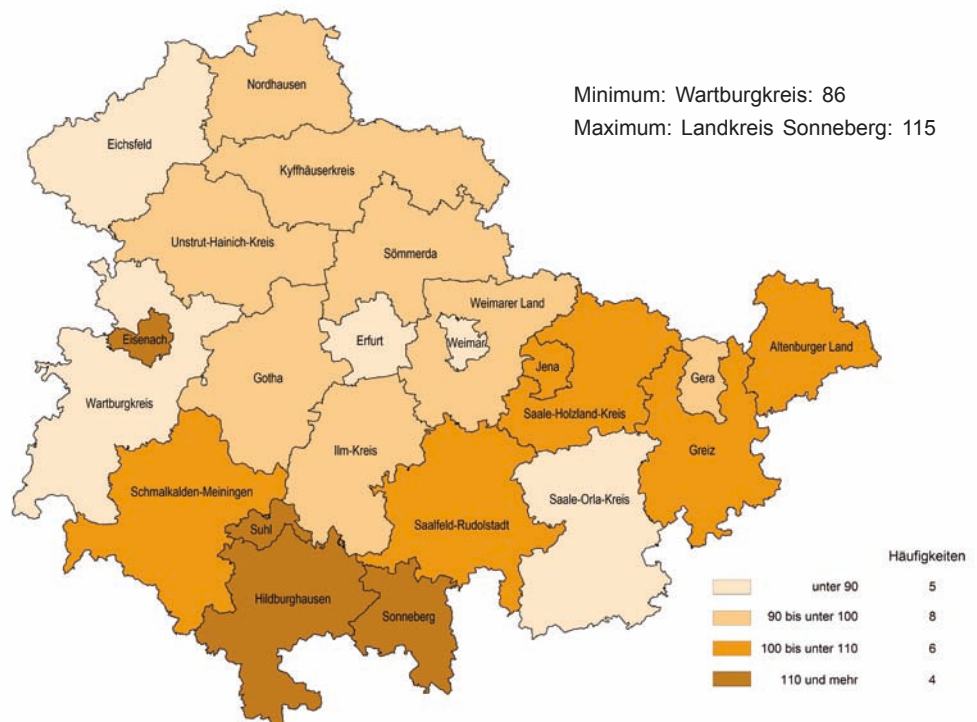 Nordhausen
Minimum: Wartburgkreis: 86
Maximum: Landkreis Sonneberg: 115
Eichsfeld
Kyffhäuserkreis
Unstrut-Hainich-Kreis
Sömmerda
Weimarer Land
Eisenach
Erfurt
Weimar
Altenburger Land
Jena
Gera
Gotha
Wartburgkreis
Saale-Holzland-Kreis
Ilm-Kreis
Greiz
Schmalkalden-Meiningen
Saale-Orla-Kreis
Suhl
Saalfeld-Rudolstadt
Häufigkeiten
Hildburghausen
Sonneberg
unter 90 5
90 bis unter 100 8
100 bis unter 110 6
110 und mehr 4